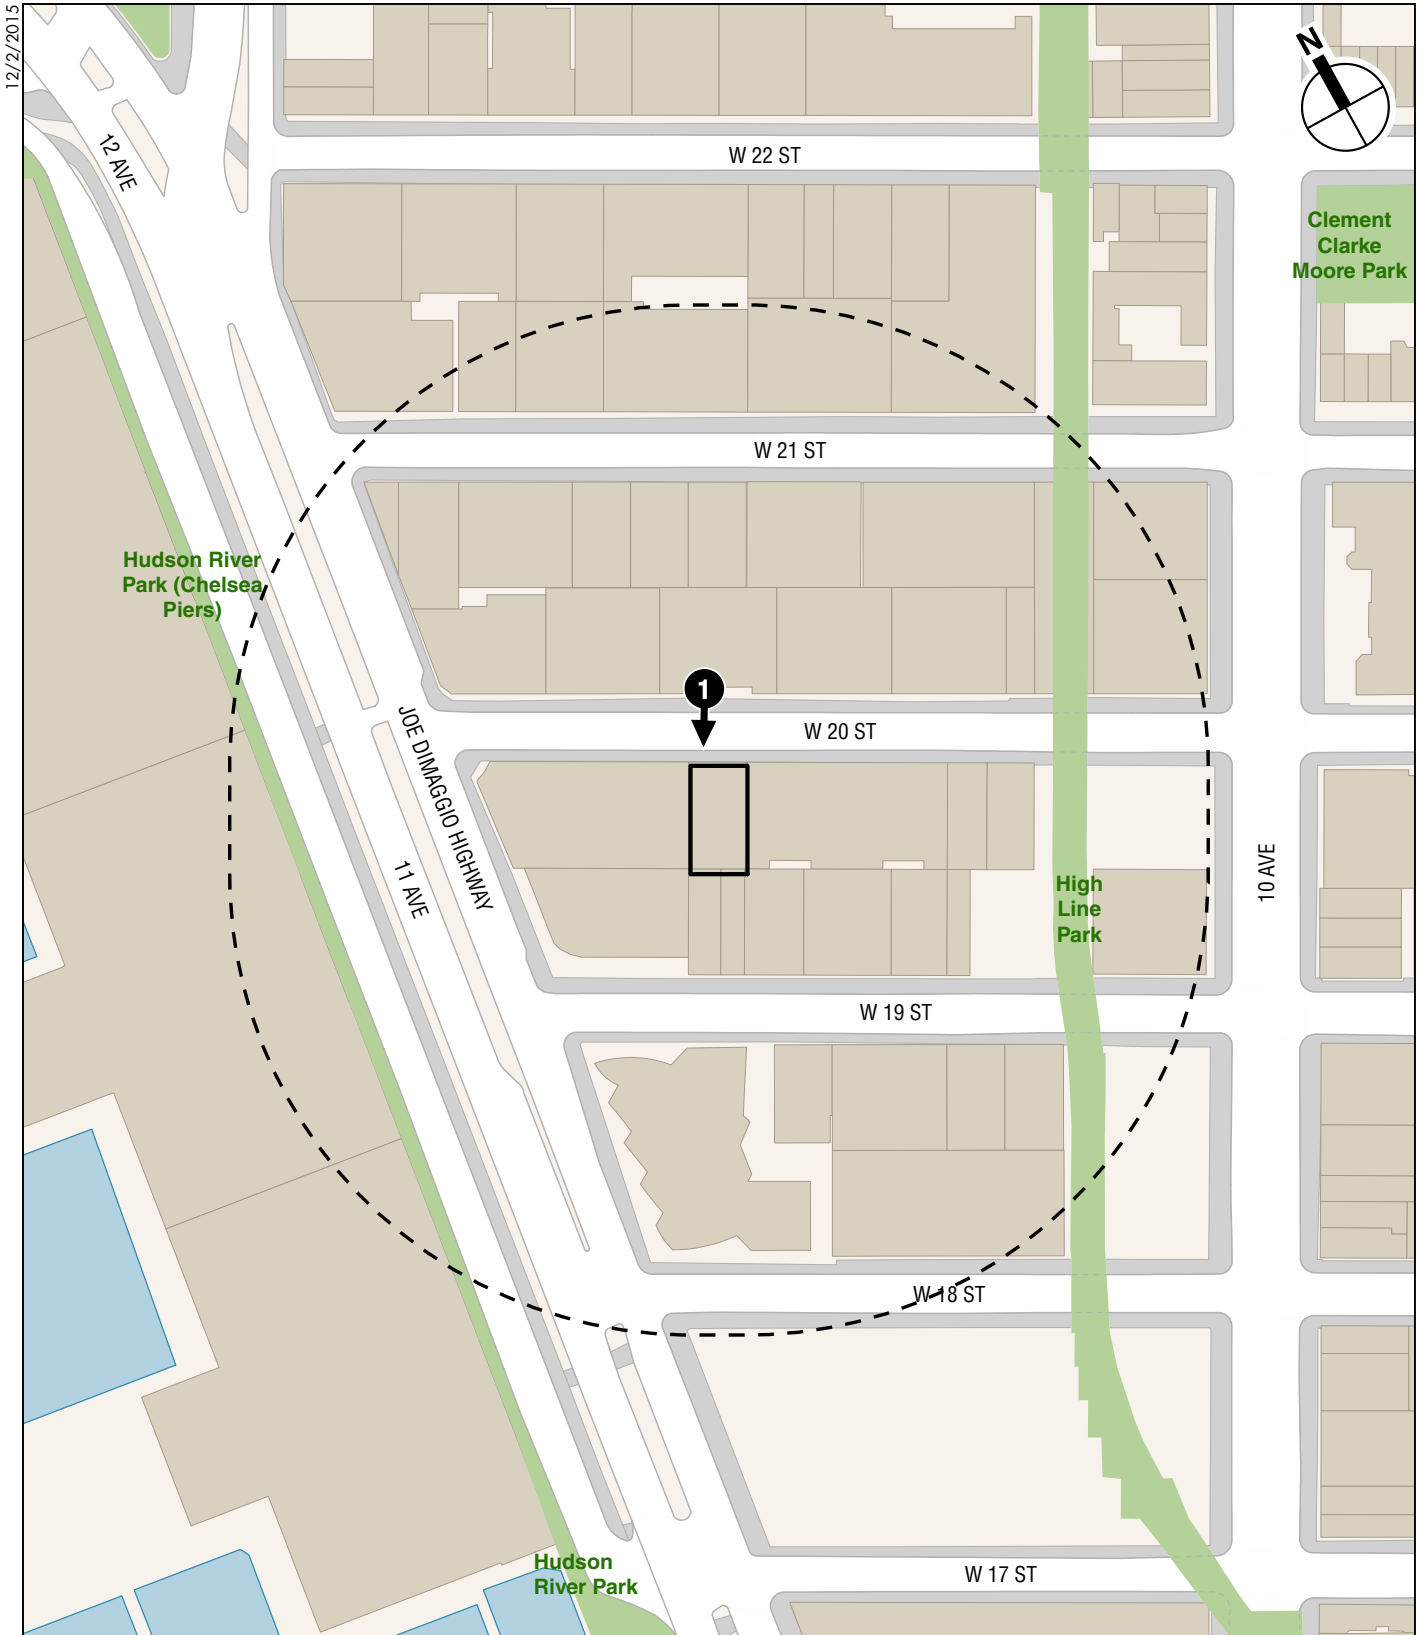 12/2/2015
N
12 AVE
W 22 ST
Clement
Clarke
Moore Park
W 21 ST
Hudson River
Park (Chelsea
Piers)
1
JOE DIMAGGIO HIGHWAY
W 20 ST
11 AVE
10 AVE
High
Line
Park
W 19 ST
W 18 ST
Hudson
River Park
W 17 ST